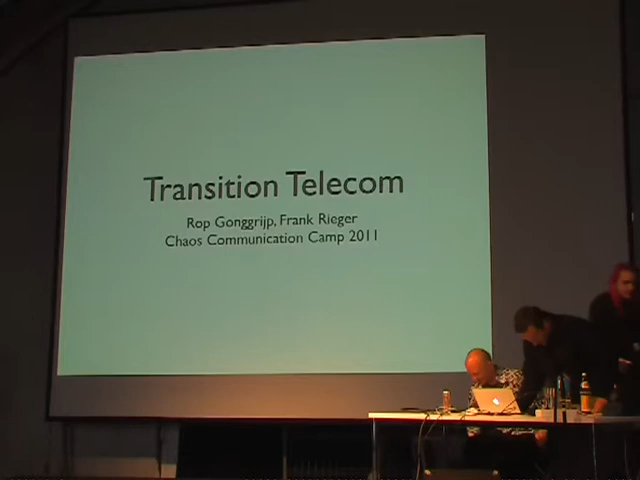 Transition Telecom
Rop Gonggrijp, Frank Rieger
Chaos Communication Camp 2011